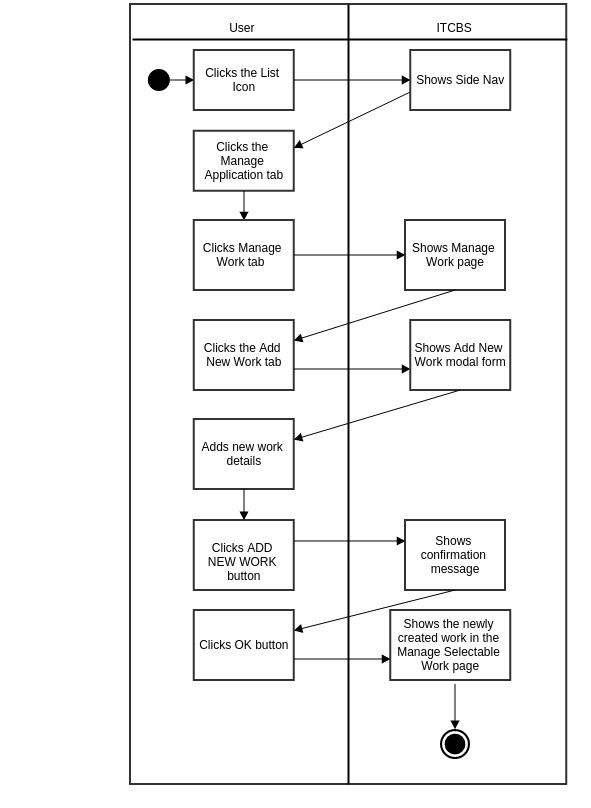 User
ITCBS
Clicks the List
Icon
Shows Side Nav
Clicks the
Manage
Application tab
Clicks Manage
Work tab
Shows Manage
Work page
Clicks the Add
New Work tab
Shows Add New
Work modal form
Adds new work
details
Clicks ADD
NEW WORK
button
Shows
confirmation
message
Clicks OK button
Shows the newly
created work in the
Manage Selectable
Work page